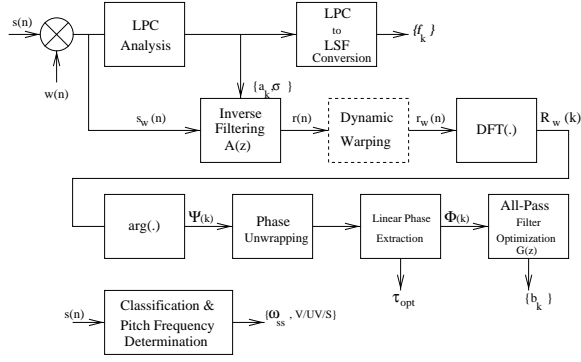 s(n)
w(n)
LPC
Analysis
LPC
to
LSF
Conversion
{f_k}
{a_k,σ}
s_w(n)
Inverse
Filtering
A(z)
r(n)
Dynamic
Warping
r_w(n)
DFT(.)
R_w(k)
arg(.)
Ψ(k)
Phase
Unwrapping
Linear Phase
Extraction
τ_opt
Φ(k)
All-Pass
Filter
Optimization
G(z)
{b_k}
s(n)
Classification &
Pitch Frequency
Determination
{ω_ss, V/UV/S}